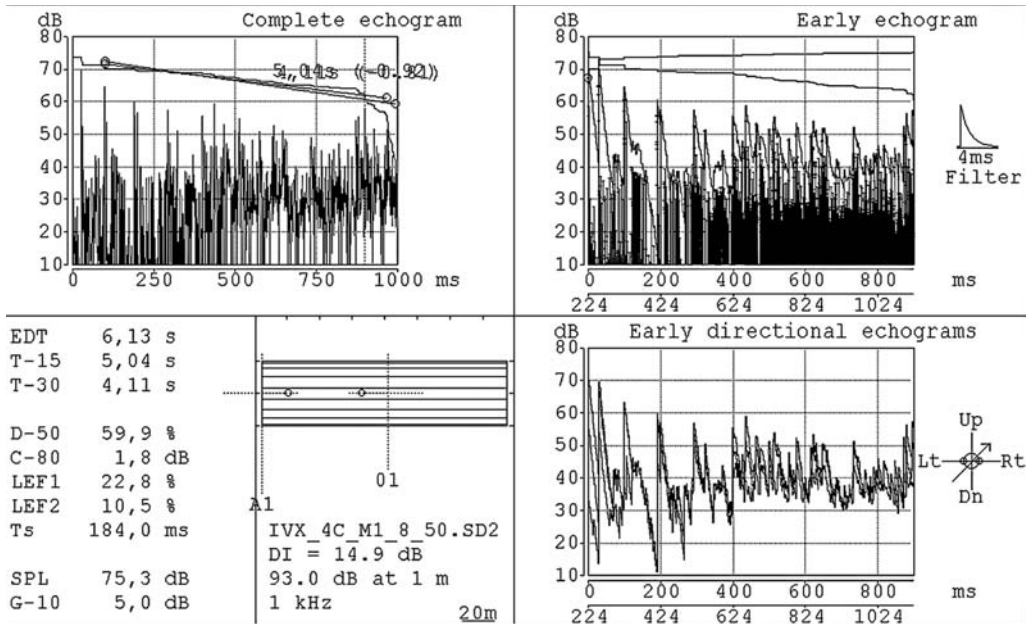 dB Complete echogram
80
70
60
50
40
30
20
10
0 250 500 750 1000 ms
dB Early echogram
80
70
60
50
40
30
20
10
0 200 400 600 800 ms
224 424 624 824 1024
4ms
Filter
EDT 6,13 s
T-15 5,04 s
T-30 4,11 s
D-50 59,9 %
C-80 1,8 dB
LEF1 22,8 %
LEF2 10,5 %
Ts 184,0 ms
SPL 75,3 dB
G-10 5,0 dB
01
A1
IVX_4C_M1_8_50.SD2
DI = 14.9 dB
93.0 dB at 1 m
1 kHz 20m
dB Early directional echograms
80
70
60
50
40
30
20
10
0 200 400 600 800 ms
224 424 624 824 1024
Up
Lt Rt
Dn